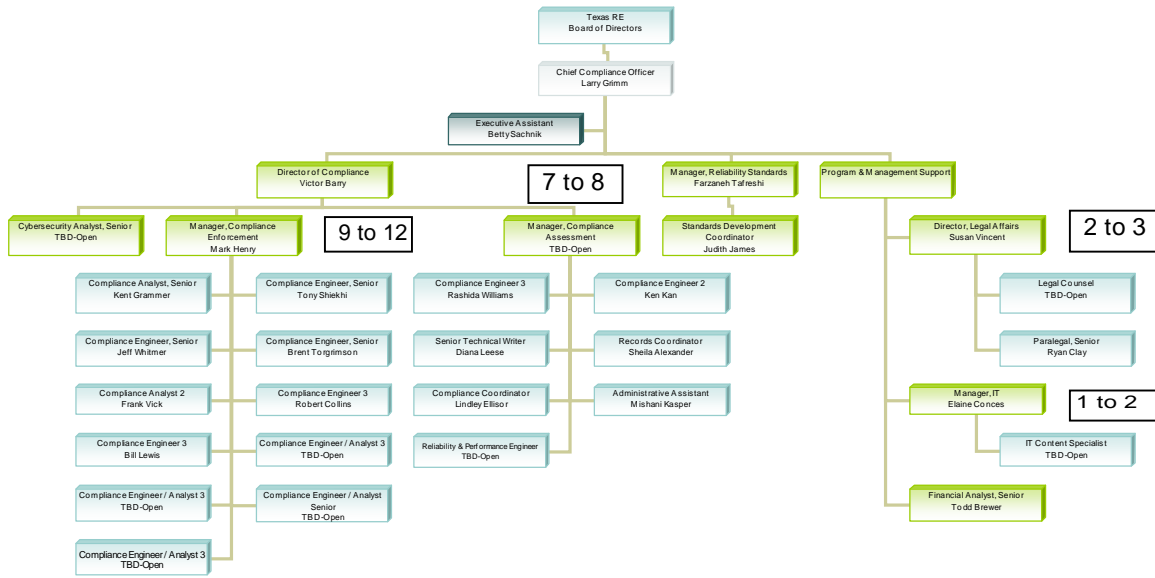 Texas RE
Board of Directors
Chief Compliance Officer
Larry Grimm
Executive Assistant
Betty Sachnik
Director of Compliance
Victor Barry
7 to 8
Manager, Reliability Standards
Farzaneh Tafreshi
Program & Management Support
Cybersecurity Analyst, Senior
TBD-Open
Manager, Compliance
Enforcement
Mark Henry
9 to 12
Manager, Compliance
Assessment
TBD-Open
Standards Development
Coordinator
Judith James
Director, Legal Affairs
Susan Vincent
2 to 3
Compliance Analyst, Senior
Kent Grammer
Compliance Engineer, Senior
Tony Shiekhi
Compliance Engineer 3
Rashida Williams
Compliance Engineer 2
Ken Kan
Legal Counsel
TBD-Open
Compliance Engineer, Senior
Jeff Whitmer
Compliance Engineer, Senior
Brent Torgrimson
Senior Technical Writer
Diana Leese
Records Coordinator
Sheila Alexander
Paralegal, Senior
Ryan Clay
Compliance Analyst 2
Frank Vick
Compliance Engineer 3
Robert Collins
Compliance Coordinator
Lindley Ellisor
Administrative Assistant
Mishani Kasper
Manager, IT
Elaine Conces
1 to 2
Compliance Engineer 3
Bill Lewis
Compliance Engineer / Analyst 3
TBD-Open
Reliability & Performance Engineer
TBD-Open
IT Content Specialist
TBD-Open
Compliance Engineer / Analyst 3
TBD-Open
Compliance Engineer / Analyst
Senior
TBD-Open
Financial Analyst, Senior
Todd Brewer
Compliance Engineer / Analyst 3
TBD-Open